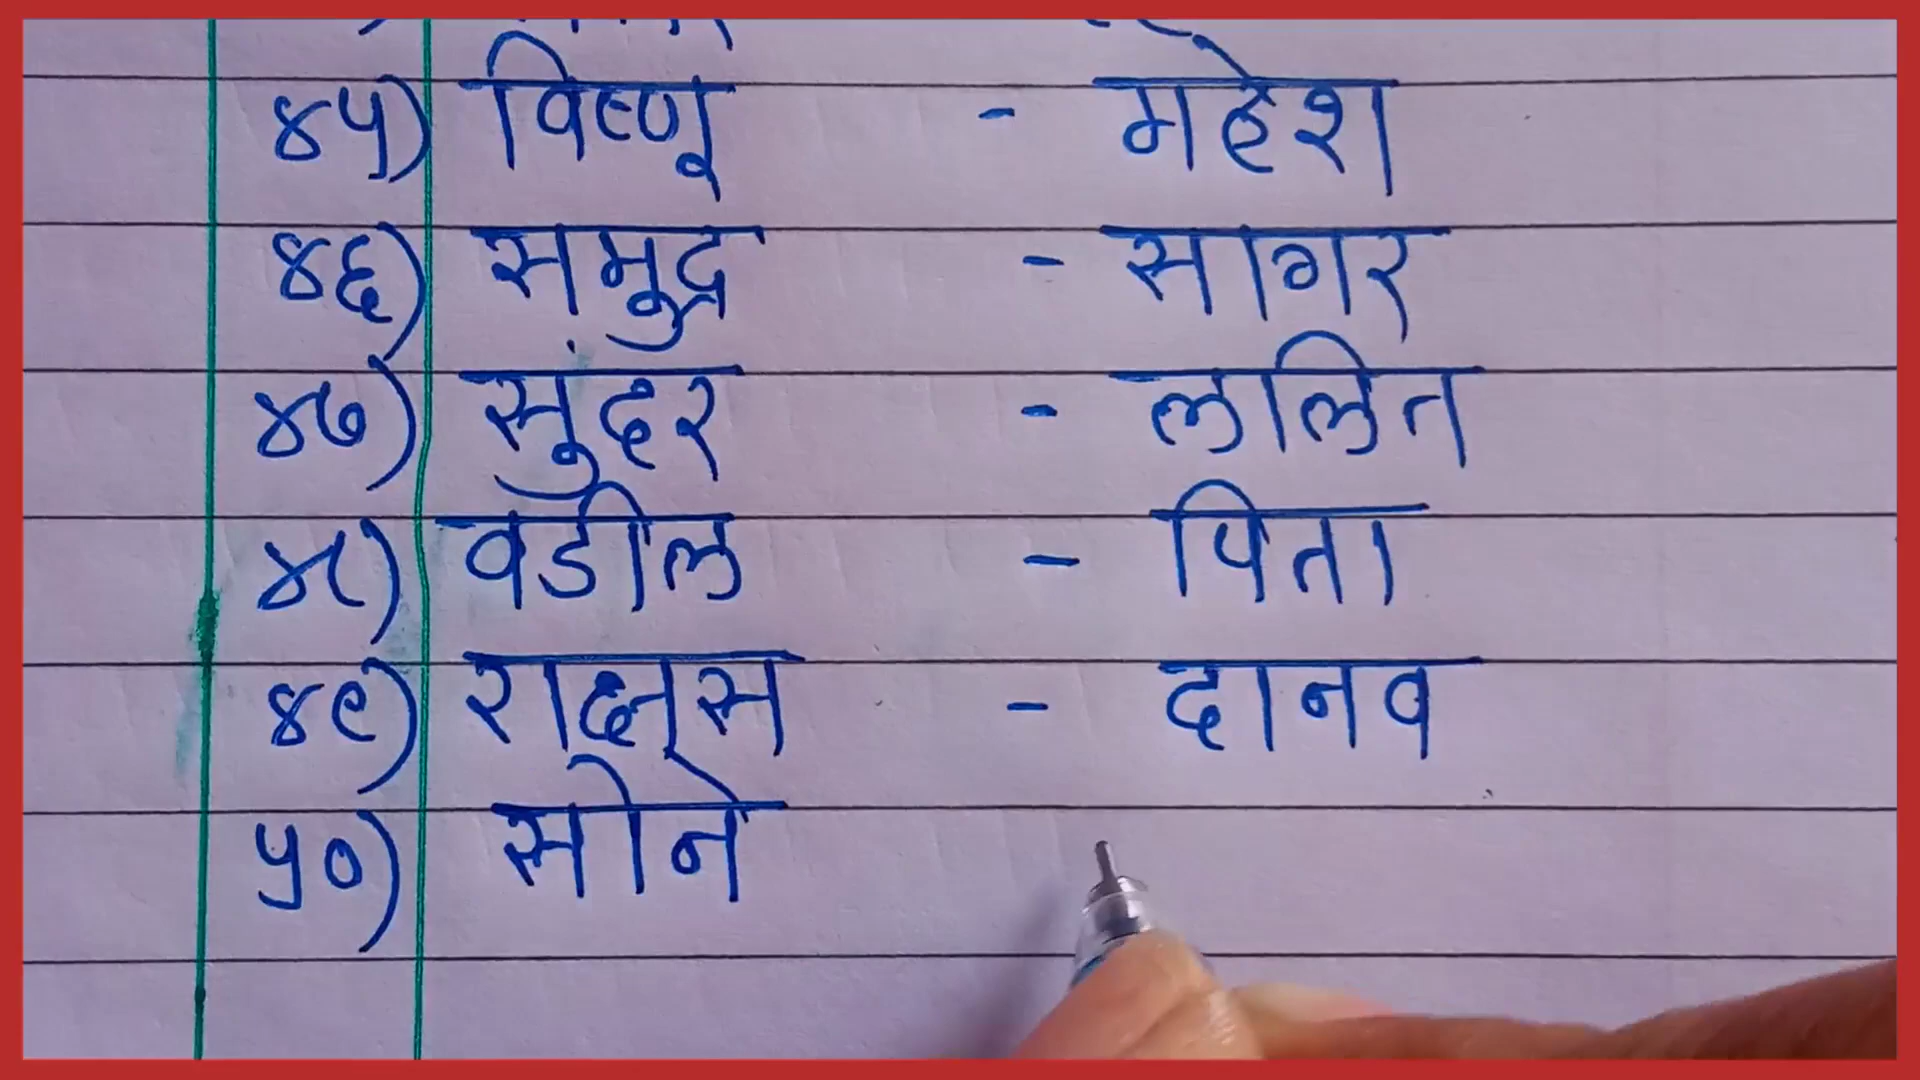 ४५) विष्णू - महेश
४६) समुद्र - सागर
४७) सुंदर - ललित
४८) वडील - पिता
४९) राक्षस - दानव
५०) सोने